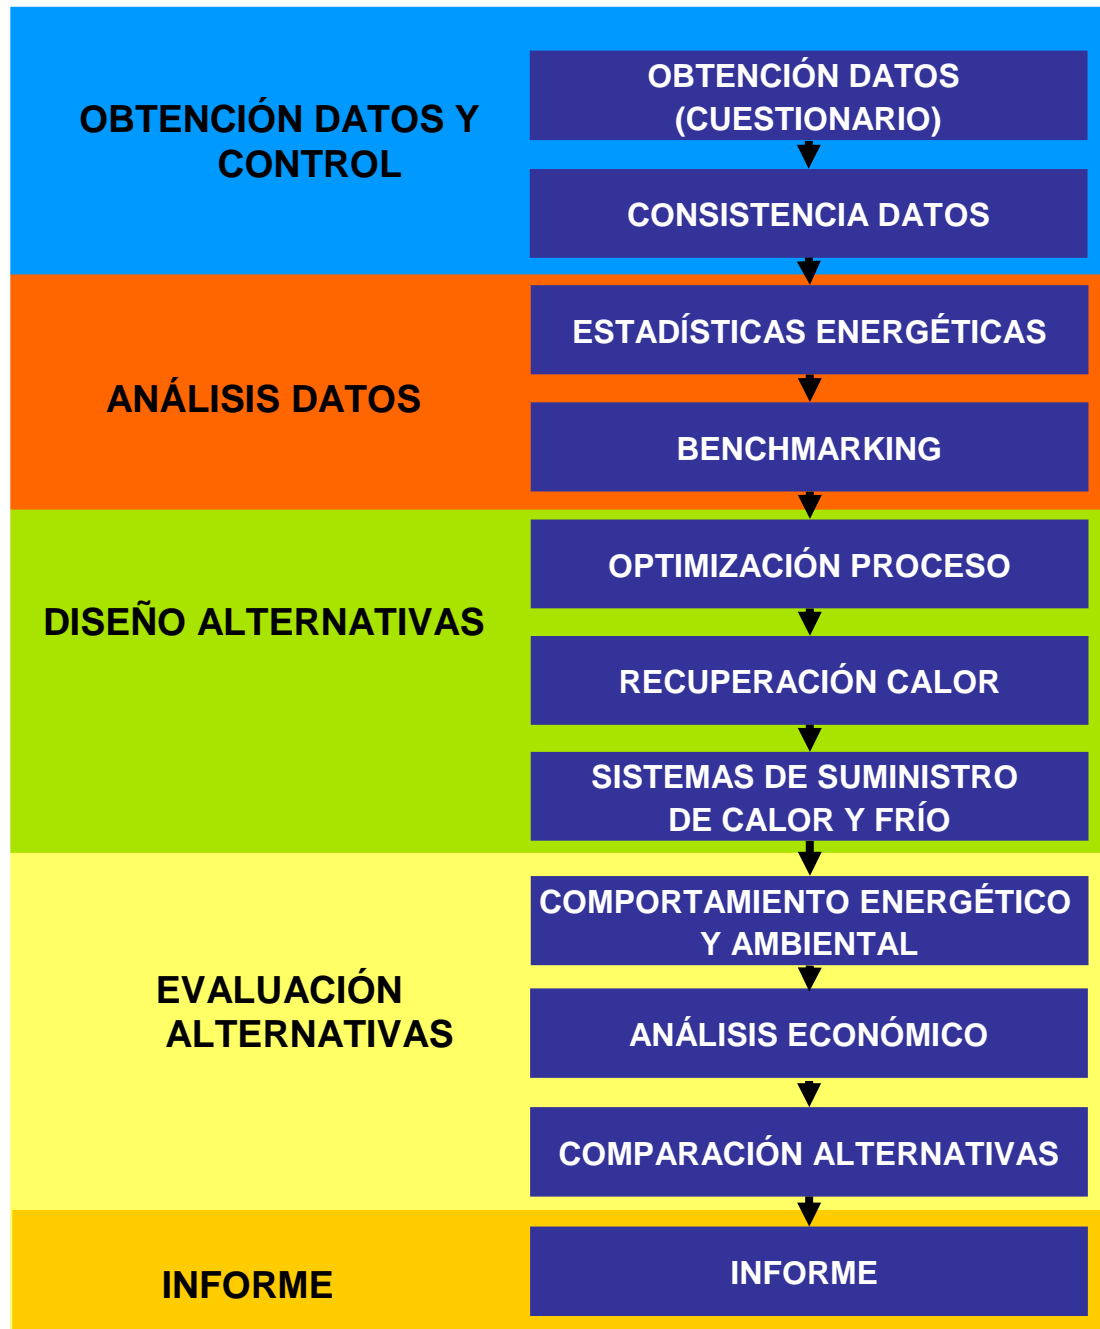 OBTENCIÓN DATOS Y
CONTROL
OBTENCIÓN DATOS
(CUESTIONARIO)
CONSISTENCIA DATOS
ANÁLISIS DATOS
ESTADÍSTICAS ENERGÉTICAS
BENCHMARKING
DISEÑO ALTERNATIVAS
OPTIMIZACIÓN PROCESO
RECUPERACIÓN CALOR
SISTEMAS DE SUMINISTRO
DE CALOR Y FRÍO
EVALUACIÓN
ALTERNATIVAS
COMPORTAMIENTO ENERGÉTICO
Y AMBIENTAL
ANÁLISIS ECONÓMICO
COMPARACIÓN ALTERNATIVAS
INFORME
INFORME